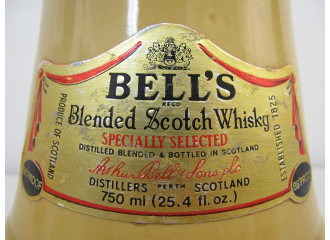 BELL'S
REGD
Blended Scotch Whisky
SPECIALLY SELECTED
DISTILLED BLENDED & BOTTLED IN SCOTLAND
Arthur Bell & Sons plc
DISTILLERS PERTH SCOTLAND
750 ml (25.4 fl. oz.)
PRODUCE OF SCOTLAND
ESTABLISHED 1825